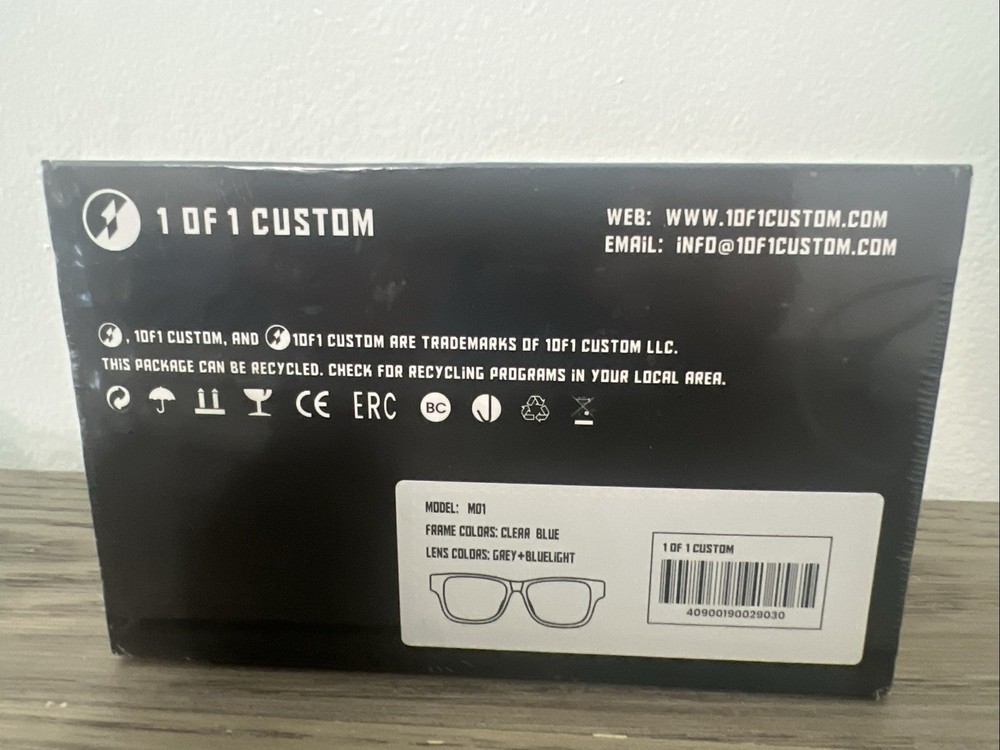 1 OF 1 CUSTOM
WEB: WWW.1OF1CUSTOM.COM
EMAiL: iNFO@1OF1CUSTOM.COM
, 1OF1 CUSTOM, AND 1OF1 CUSTOM ARE TRADEMARKS OF 1OF1 CUSTOM LLC.
THiS PACKAGE CAN BE RECYCLED. CHECK FOR RECYCLING PROGRAMS iN YOUR LOCAL AREA.
CE ERC BC
MODEL: M01
FRAME COLORS: CLEAR BLUE
LENS COLORS: GREY+BLUELIGHT
1 OF 1 CUSTOM
40900190029030